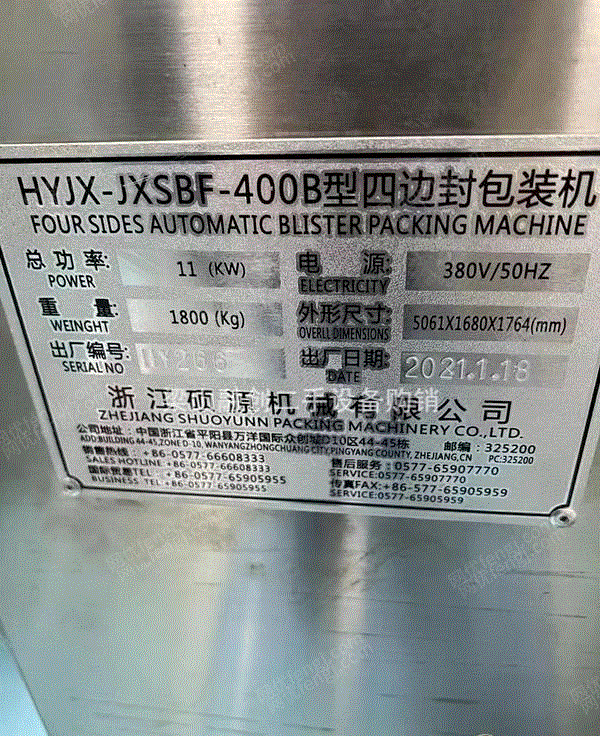 HYJX-JXSBF-400B型四边封包装机
FOUR SIDES AUTOMATIC BLISTER PACKING MACHINE
总功率: 11 (KW) 电源: 380V/50HZ
POWER ELECTRICITY
重量: 1800 (Kg) 外形尺寸: 5061X1680X1764(mm)
WEINGHT OVERLL DIMENSIONS
出厂编号: 266 出厂日期: 2021.1.18
SERIAL NO DATE
浙江硕源机械有限公司
ZHEJIANG SHUOYUNN PACKING MACHINERY CO.,LTD.
公司地址: 中国浙江省平阳县万洋国际众创城D10区44-45栋 邮编: 325200
ADD:BUILDING 44-45,ZONE D-10, WANYANGZHONGCHUANG CITY,PINGYANG COUNTY, ZHEJIANG,CN PC:325200
销售热线: +86-0577-66608333 售后服务: 0577-65907770
SALES HOTLINE: +86-0577-66608333 SERVICE:0577-65907770
国际贸易 +86-0577-65905955 传真FAX:+86-577-65905959
BUSINESS TEL +86-0577-65905955 SERVICE:0577-65905959